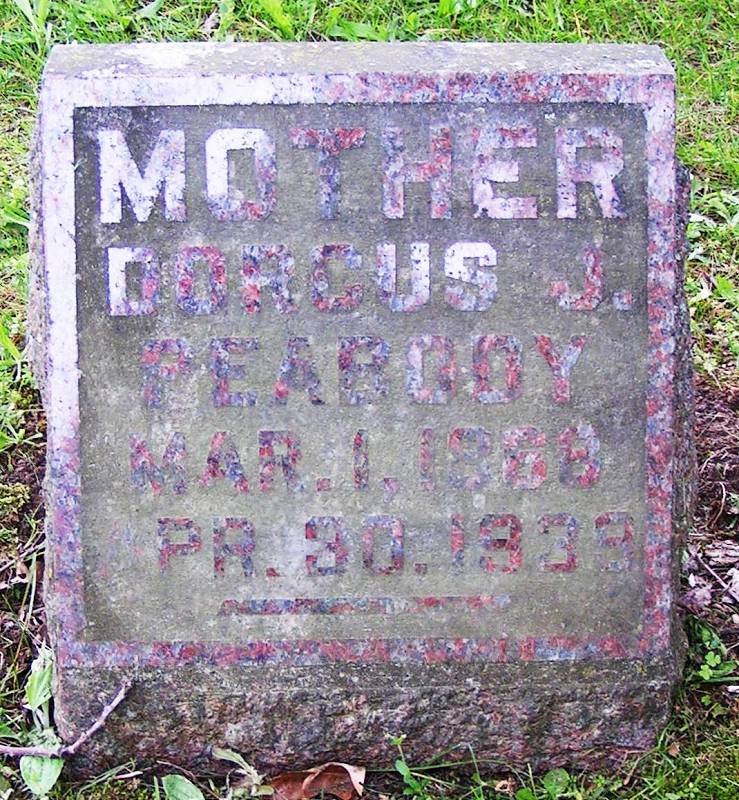 MOTHER
DORCUS J.
PEABODY
MAR. 1, 1868
APR. 30. 1933